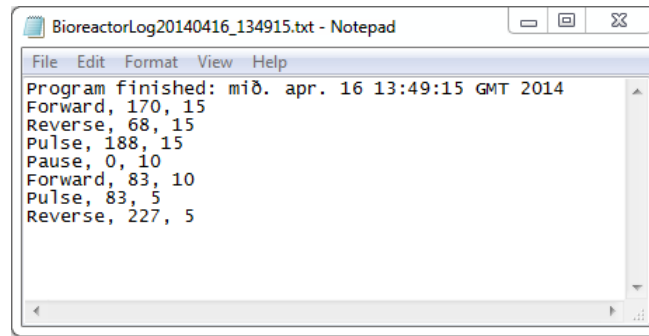 BioreactorLog20140416_134915.txt - Notepad
File Edit Format View Help
Program finished: mið. apr. 16 13:49:15 GMT 2014
Forward, 170, 15
Reverse, 68, 15
Pulse, 188, 15
Pause, 0, 10
Forward, 83, 10
Pulse, 83, 5
Reverse, 227, 5